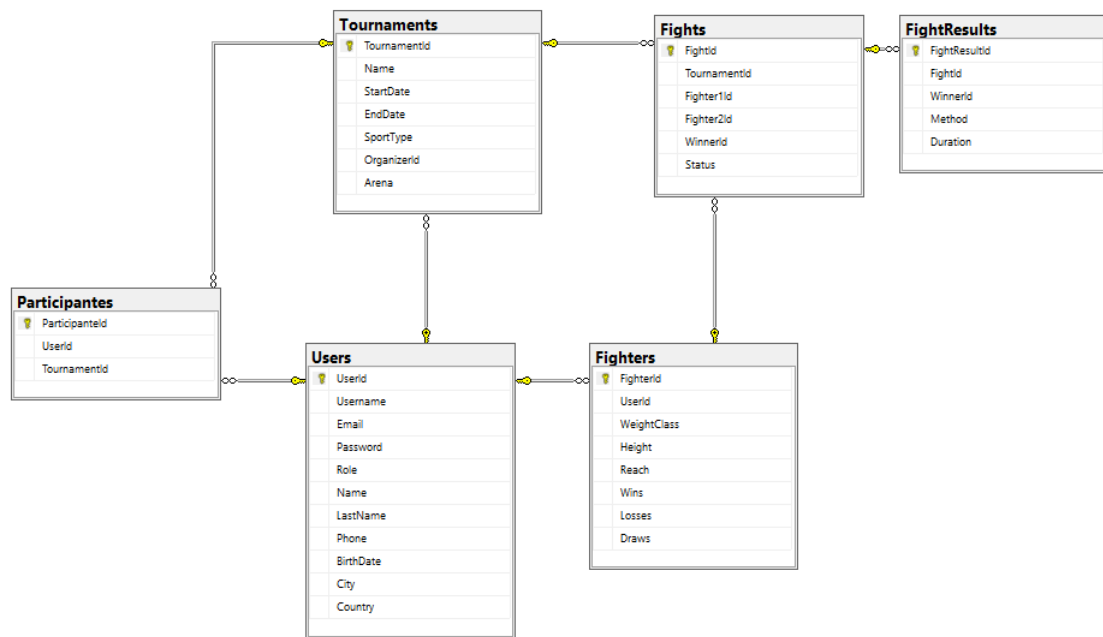 Tournaments
TournamentId
Name
StartDate
EndDate
SportType
OrganizerId
Arena
Fights
FightId
TournamentId
Fighter1Id
Fighter2Id
WinnerId
Status
FightResults
FightResultId
FightId
WinnerId
Method
Duration
Participantes
ParticipanteId
UserId
TournamentId
Users
UserId
Username
Email
Password
Role
Name
LastName
Phone
BirthDate
City
Country
Fighters
FighterId
UserId
WeightClass
Height
Reach
Wins
Losses
Draws